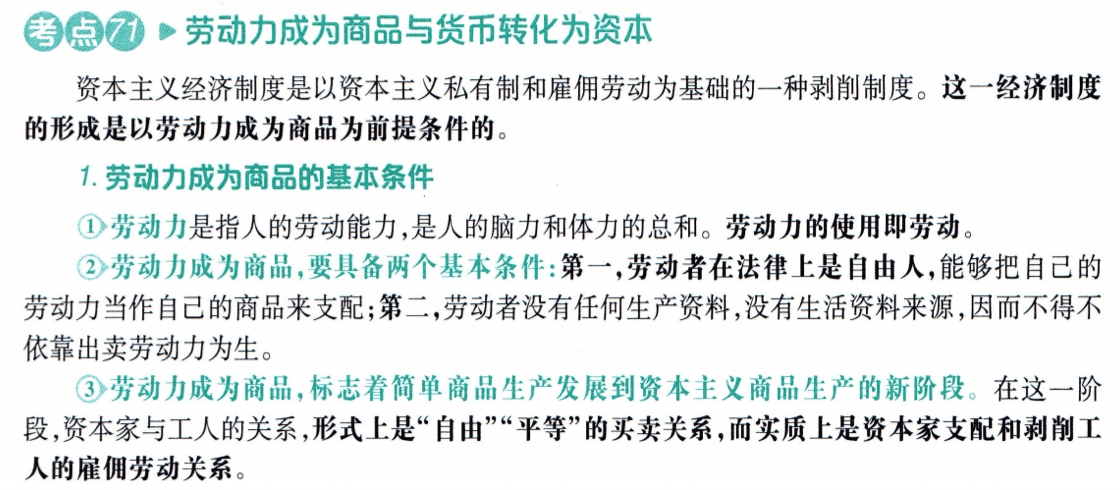 考点71 ▶ 劳动力成为商品与货币转化为资本
资本主义经济制度是以资本主义私有制和雇佣劳动为基础的一种剥削制度。这一经济制度
的形成是以劳动力成为商品为前提条件的。
1. 劳动力成为商品的基本条件
①劳动力是指人的劳动能力,是人的脑力和体力的总和。劳动力的使用即劳动。
②劳动力成为商品,要具备两个基本条件:第一,劳动者在法律上是自由人,能够把自己的
劳动力当作自己的商品来支配;第二,劳动者没有任何生产资料,没有生活资料来源,因而不得不
依靠出卖劳动力为生。
③劳动力成为商品,标志着简单商品生产发展到资本主义商品生产的新阶段。在这一阶
段,资本家与工人的关系,形式上是“自由”“平等”的买卖关系,而实质上是资本家支配和剥削工
人的雇佣劳动关系。